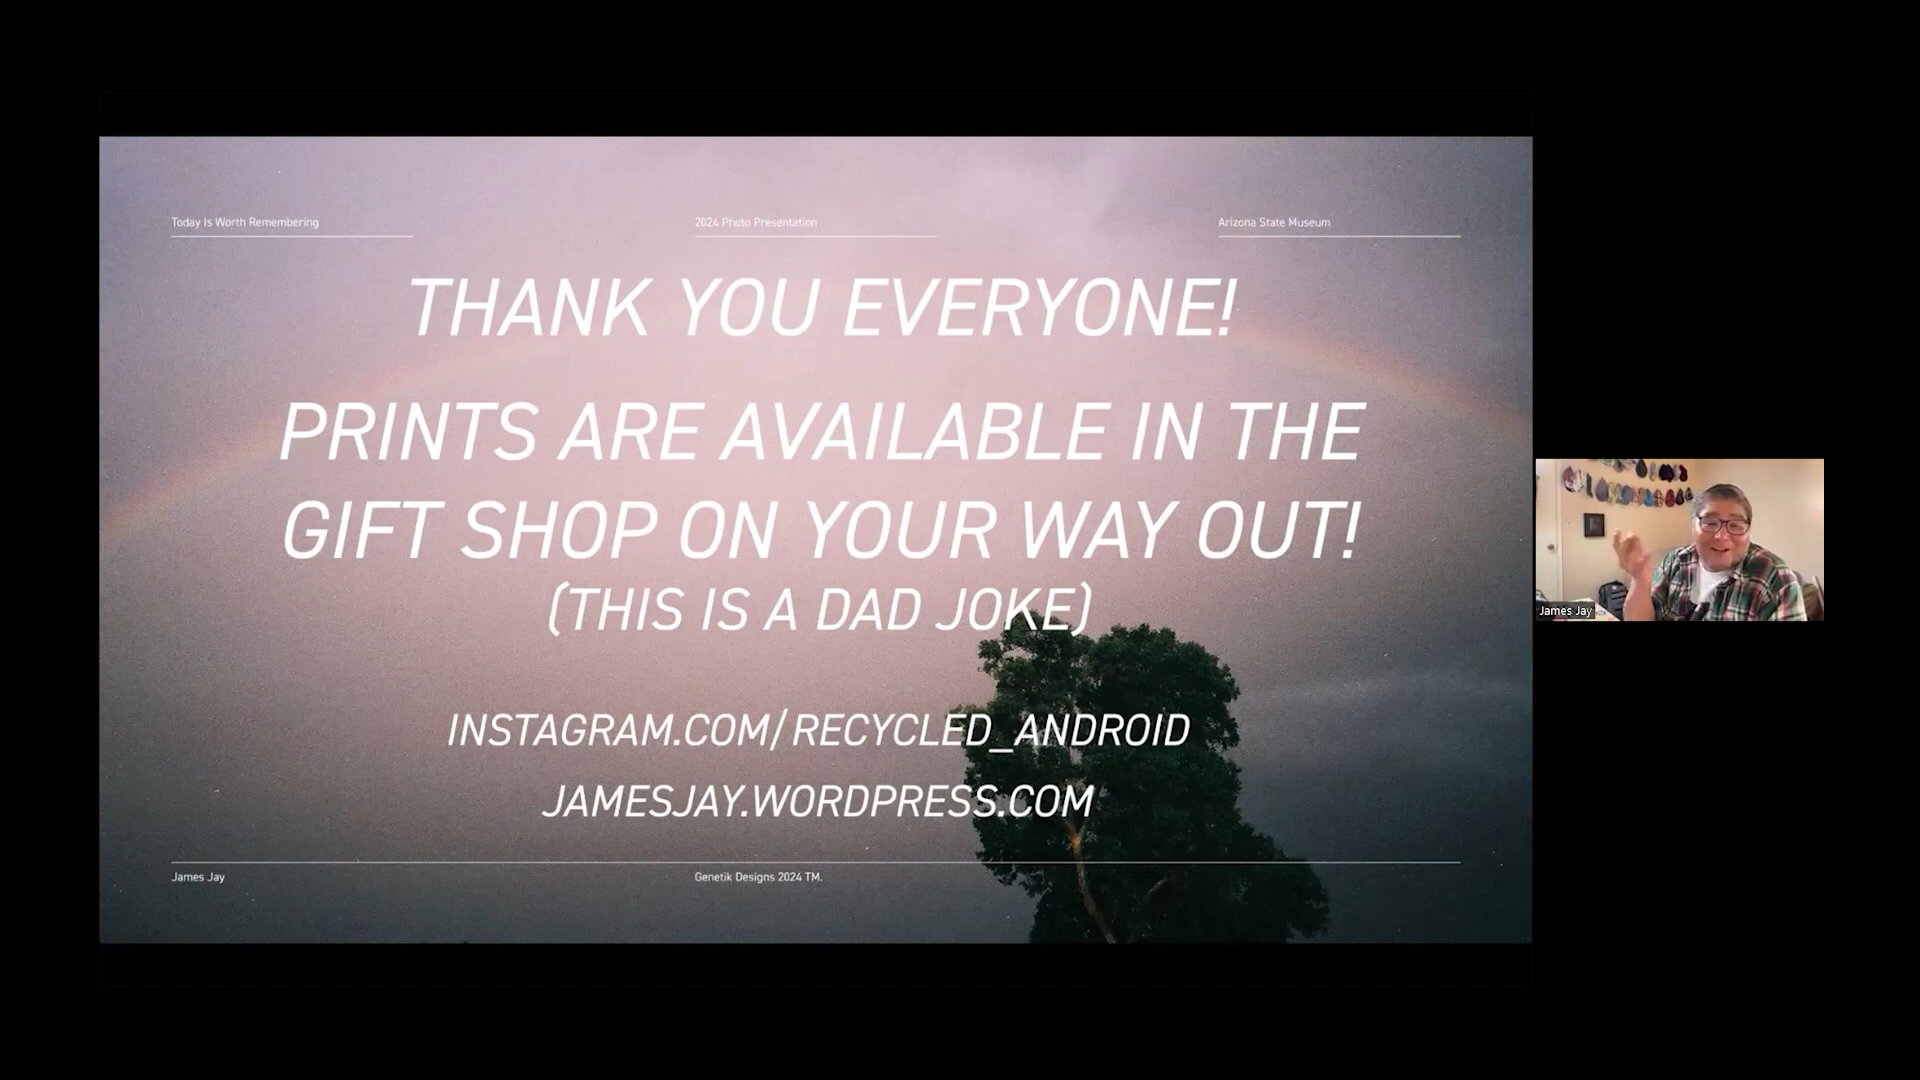 Today Is Worth Remembering
2024 Photo Presentation
Arizona State Museum
THANK YOU EVERYONE!
PRINTS ARE AVAILABLE IN THE
GIFT SHOP ON YOUR WAY OUT!
(THIS IS A DAD JOKE)
INSTAGRAM.COM/RECYCLED_ANDROID
JAMESJAY.WORDPRESS.COM
James Jay
Genetik Designs 2024 TM.
James Jay